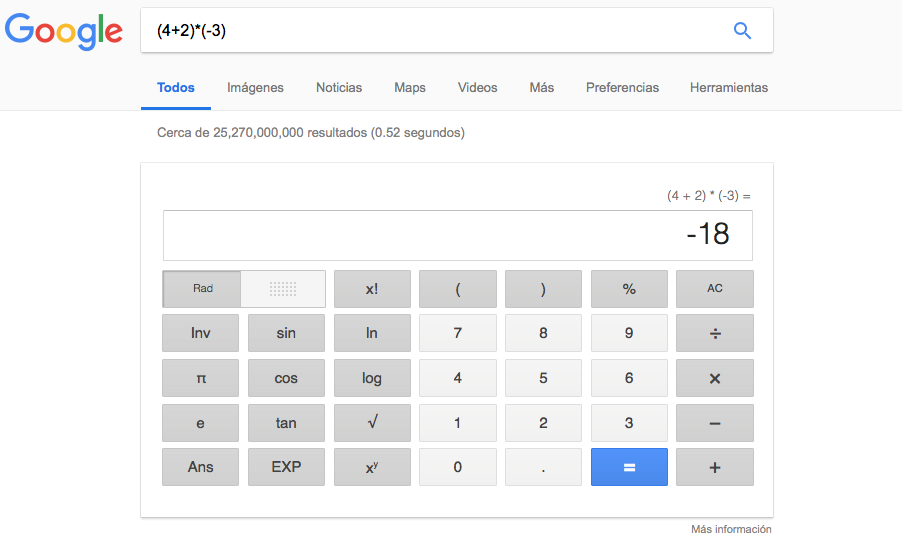 Google
(4+2)*(-3)
Todos Imágenes Noticias Maps Videos Más Preferencias Herramientas
Cerca de 25,270,000,000 resultados (0.52 segundos)
(4 + 2) * (-3) =
-18
Rad x! ( ) % AC
Inv sin ln 7 8 9 ÷
π cos log 4 5 6 ×
e tan √ 1 2 3 −
Ans EXP xʸ 0 . = +
Más información